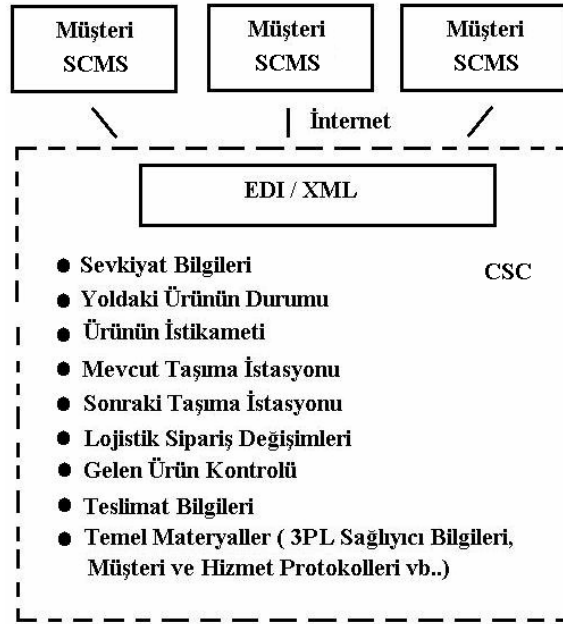 Müşteri
SCMS
Müşteri
SCMS
Müşteri
SCMS
İnternet
EDI / XML
CSC
● Sevkiyat Bilgileri
● Yoldaki Ürünün Durumu
● Ürünün İstikameti
● Mevcut Taşıma İstasyonu
● Sonraki Taşıma İstasyonu
● Lojistik Sipariş Değişimleri
● Gelen Ürün Kontrolü
● Teslimat Bilgileri
● Temel Materyaller ( 3PL Sağlıyıcı Bilgileri,
Müşteri ve Hizmet Protokolleri vb..)